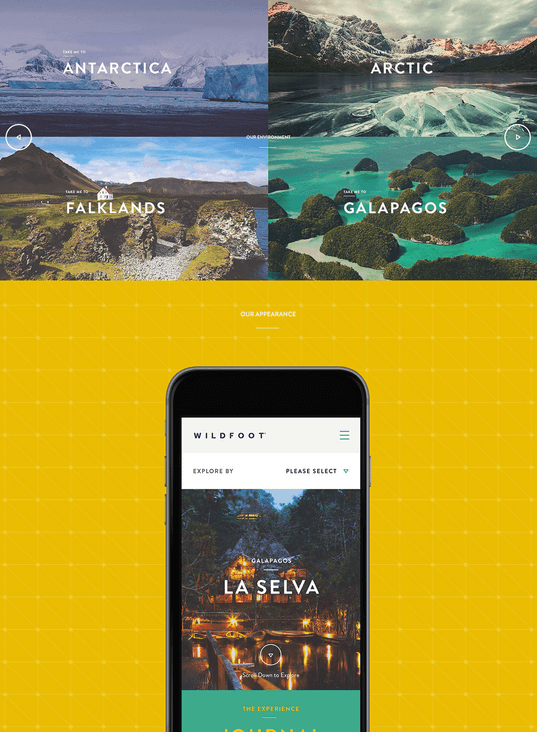 TAKE ME TO
ANTARCTICA
TAKE ME TO
ARCTIC
OUR ENVIRONMENT
TAKE ME TO
FALKLANDS
TAKE ME TO
GALAPAGOS
OUR APPEARANCE
WILDFOOT
EXPLORE BY
PLEASE SELECT
GALAPAGOS
LA SELVA
Scroll Down to Explore
THE EXPERIENCE
JOURNAL